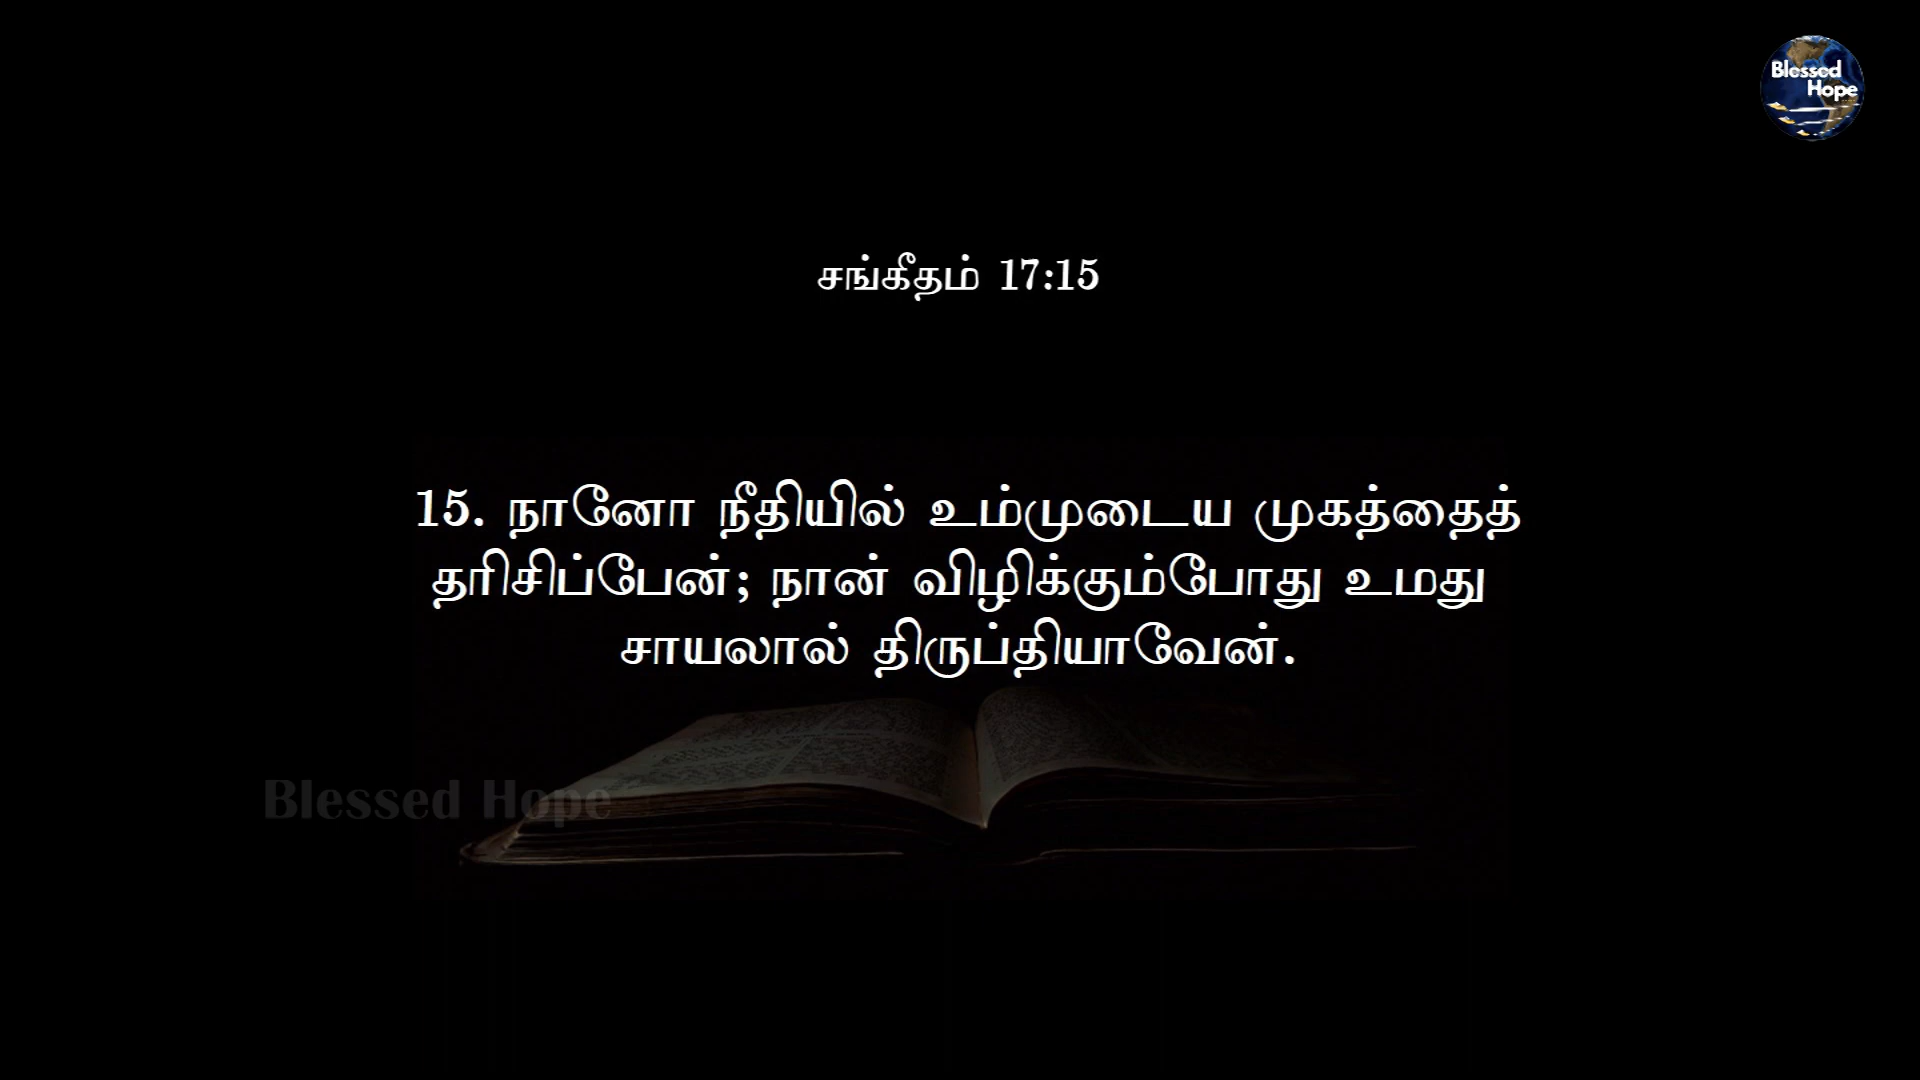 Blessed
Hope
சங்கீதம் 17:15
15. நானோ நீதியில் உம்முடைய முகத்தைத்
தரிசிப்பேன்; நான் விழிக்கும்போது உமது
சாயலால் திருப்தியாவேன்.
Blessed Hope